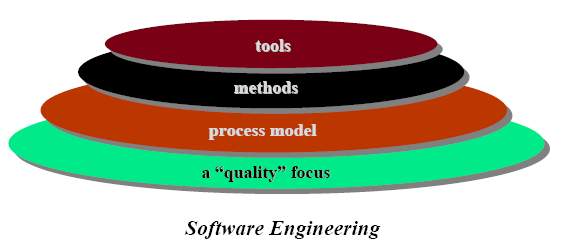 tools
methods
process model
a “quality” focus
Software Engineering